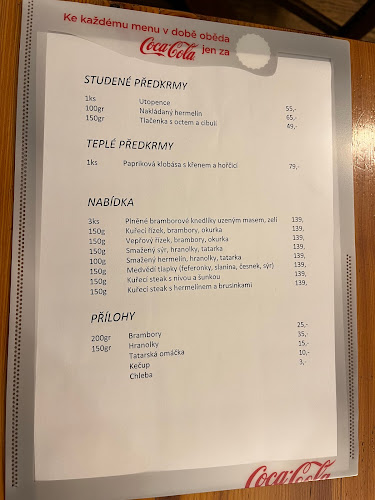 Ke každému menu v době oběda
Coca-Cola jen za
STUDENÉ PŘEDKRMY
1ks Utopence 55,-
100gr Nakládaný hermelín 65,-
150gr Tlačenka s octem a cibulí 49,-
TEPLÉ PŘEDKRMY
1ks Papriková klobása s křenem a hořčicí 79,-
NABÍDKA
3ks Plněné bramborové knedlíky uzeným masem, zelí 139,
150g Kuřecí řízek, brambory, okurka 139,
150g Vepřový řízek, brambory, okurka 139,
150g Smažený sýr, hranolky, tatarka 139,
100g Smažený hermelín, hranolky, tatarka 139,
150g Medvědí tlapky (feferonky, slanina, česnek, sýr) 139,
150g Kuřecí steak s nivou a šunkou 139,
150g Kuřecí steak s hermelínem a brusinkami 139,
PŘÍLOHY
200gr Brambory 25,-
150gr Hranolky 35,-
Tatarská omáčka 15,-
Kečup 10,-
Chleba 3,-
Coca-Cola